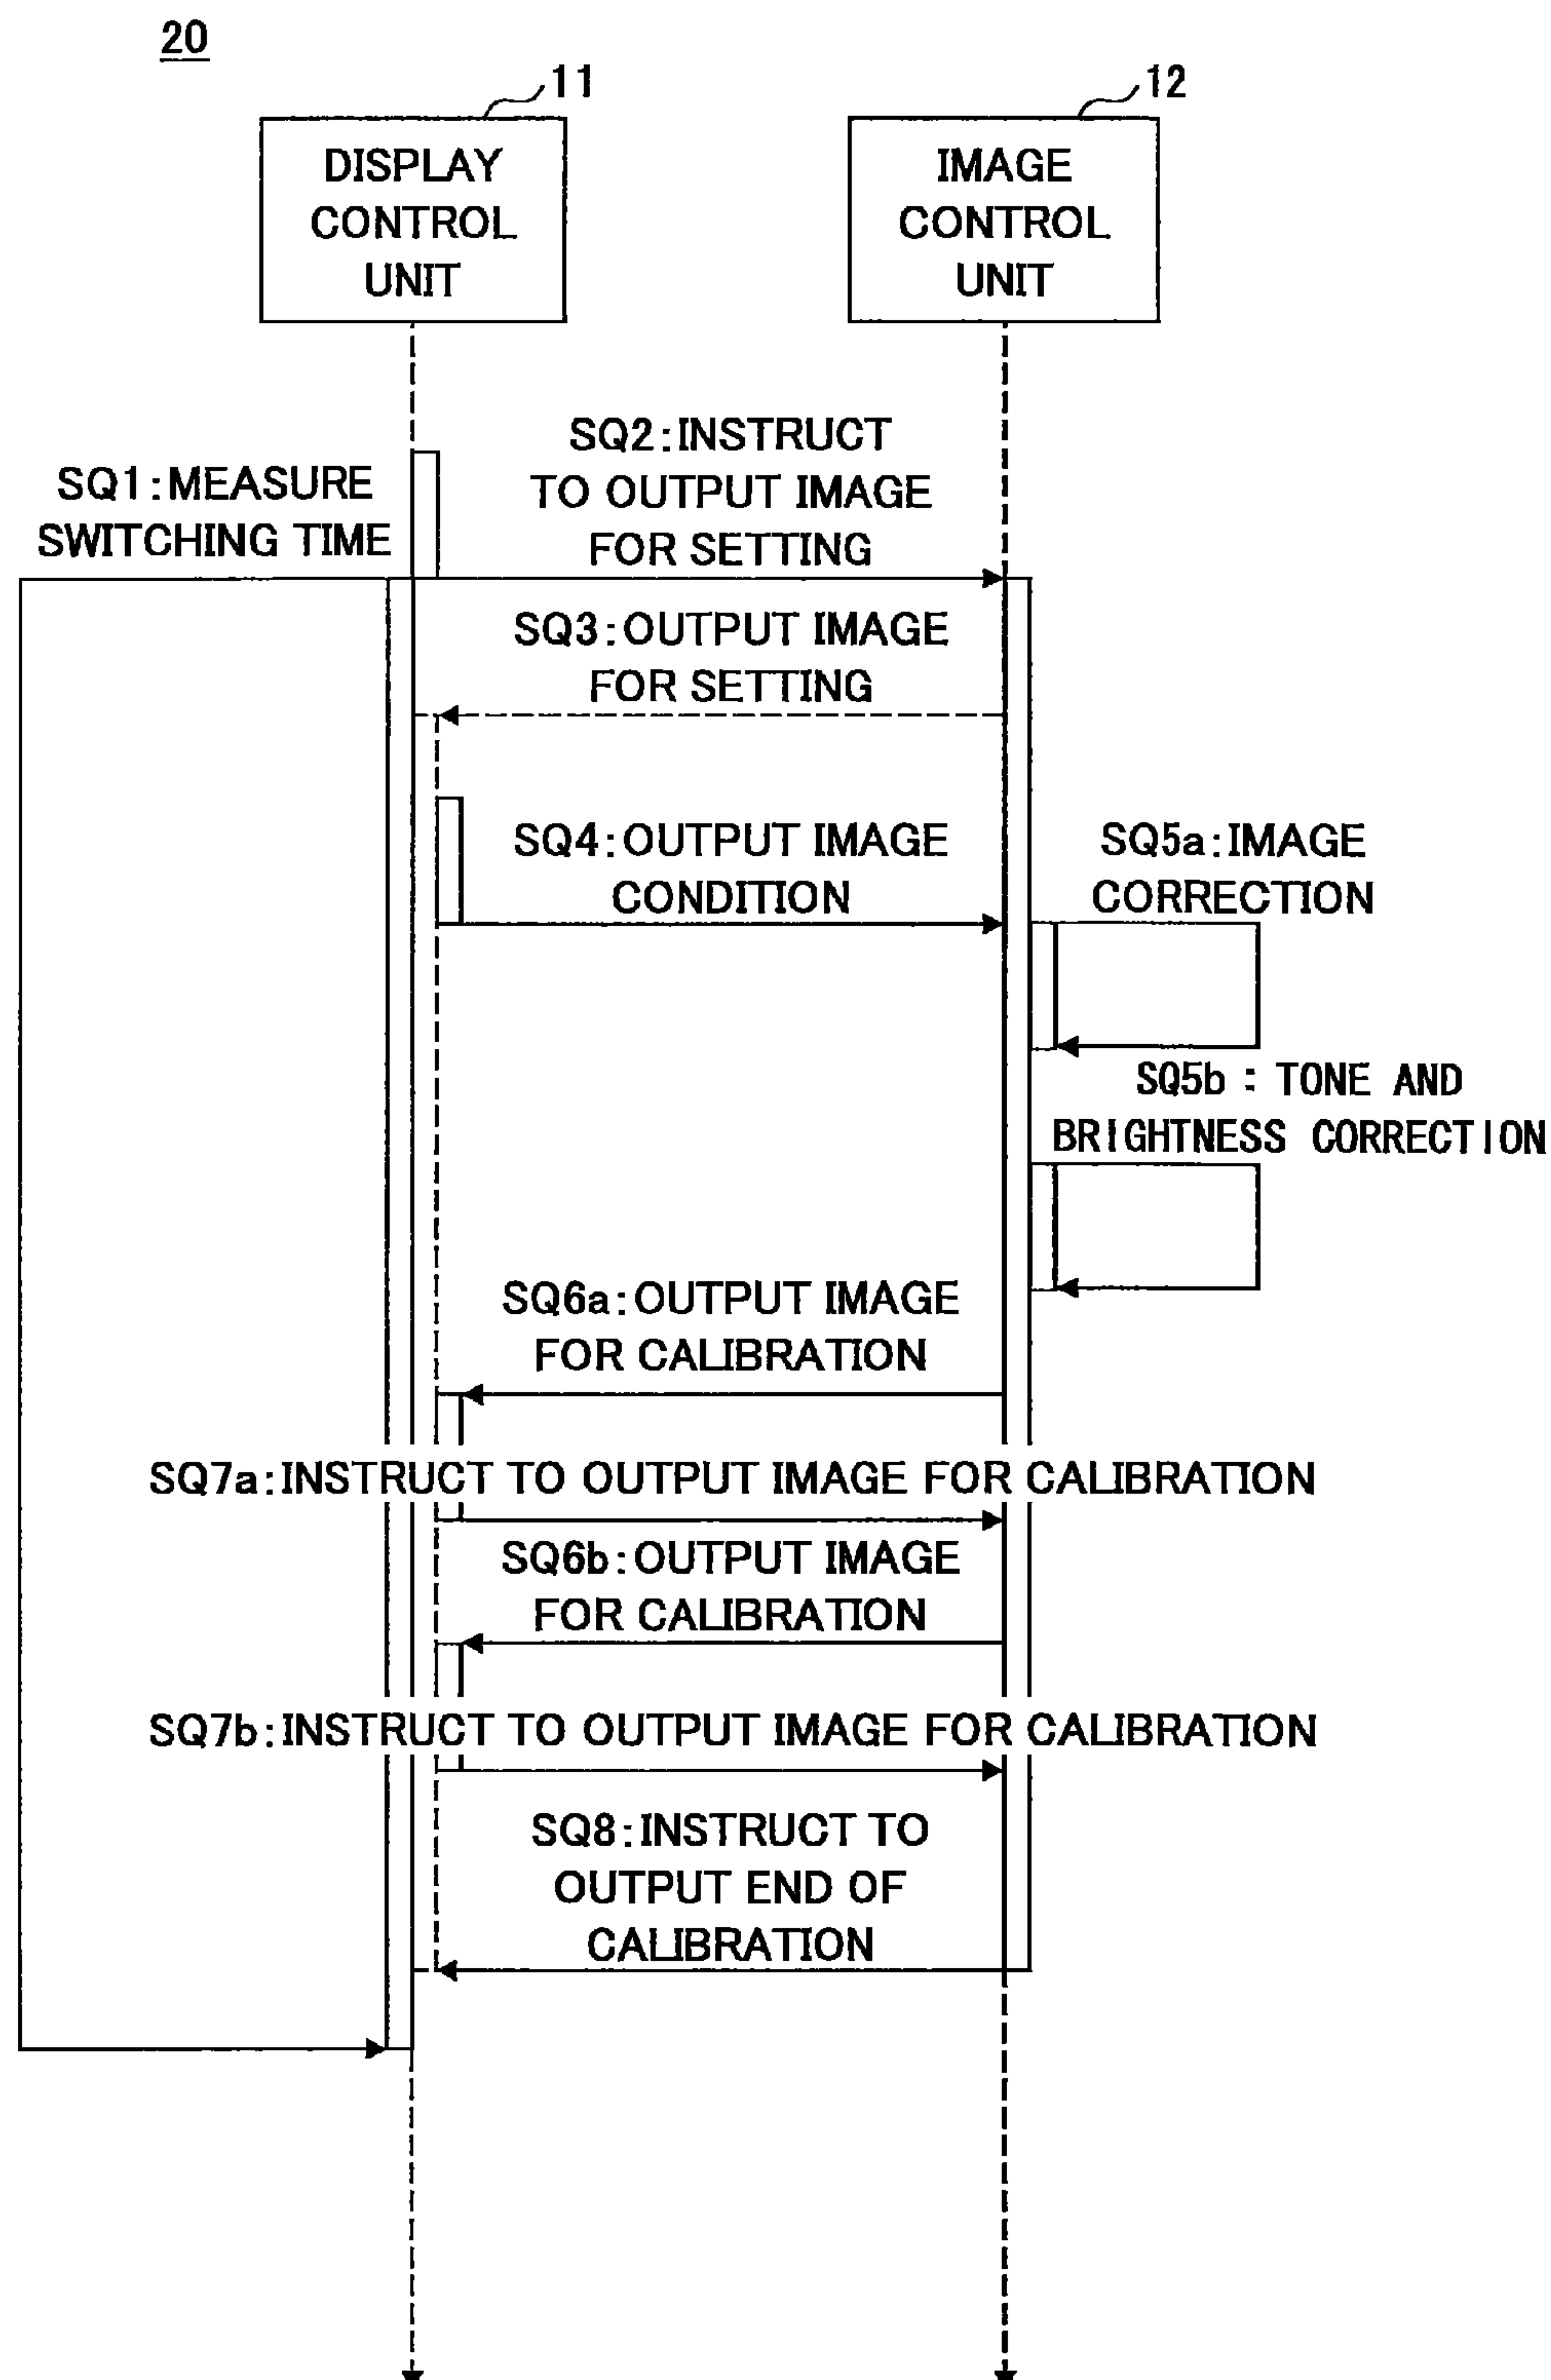 20
11
12
DISPLAY
CONTROL
UNIT
IMAGE
CONTROL
UNIT
SQ1:MEASURE
SWITCHING TIME
SQ2:INSTRUCT
TO OUTPUT IMAGE
FOR SETTING
SQ3:OUTPUT IMAGE
FOR SETTING
SQ4:OUTPUT IMAGE
CONDITION
SQ5a:IMAGE
CORRECTION
SQ5b : TONE AND
BRIGHTNESS CORRECTION
SQ6a:OUTPUT IMAGE
FOR CALIBRATION
SQ7a:INSTRUCT TO OUTPUT IMAGE FOR CALIBRATION
SQ6b:OUTPUT IMAGE
FOR CALIBRATION
SQ7b:INSTRUCT TO OUTPUT IMAGE FOR CALIBRATION
SQ8:INSTRUCT TO
OUTPUT END OF
CALIBRATION